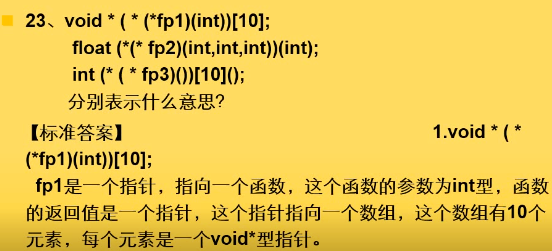 23、void * ( * (*fp1)(int))[10];
float (*(* fp2)(int,int,int))(int);
int (* ( * fp3)())[10]();
分别表示什么意思?
【标准答案】 1.void * ( *
(*fp1)(int))[10];
fp1是一个指针，指向一个函数，这个函数的参数为int型，函数
的返回值是一个指针，这个指针指向一个数组，这个数组有10个
元素，每个元素是一个void*型指针。